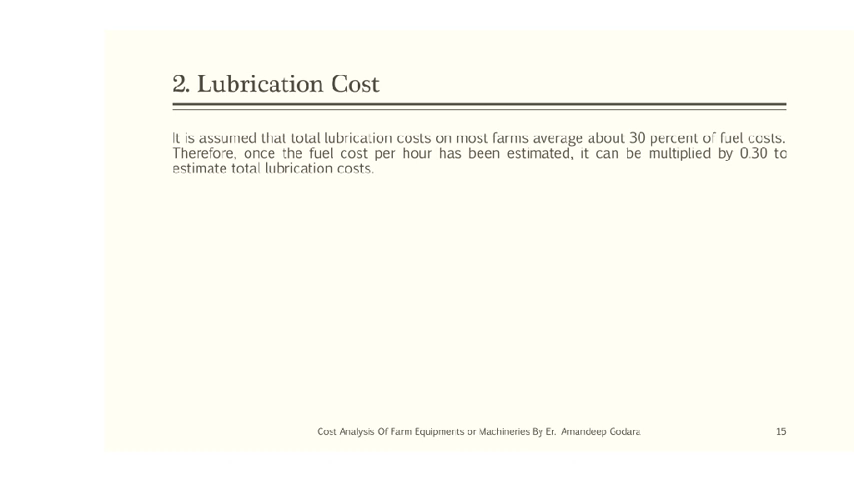 2. Lubrication Cost
It is assumed that total lubrication costs on most farms average about 30 percent of fuel costs.
Therefore, once the fuel cost per hour has been estimated, it can be multiplied by 0.30 to
estimate total lubrication costs.
Cost Analysis Of Farm Equipments or Machineries By Er. Amandeep Godara
15